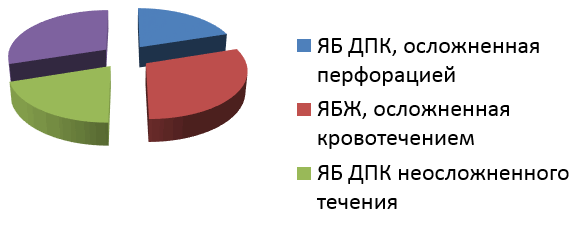 ЯБ ДПК, осложненная
перфорацией
ЯБЖ, осложненная
кровотечением
ЯБ ДПК неосложненного
течения